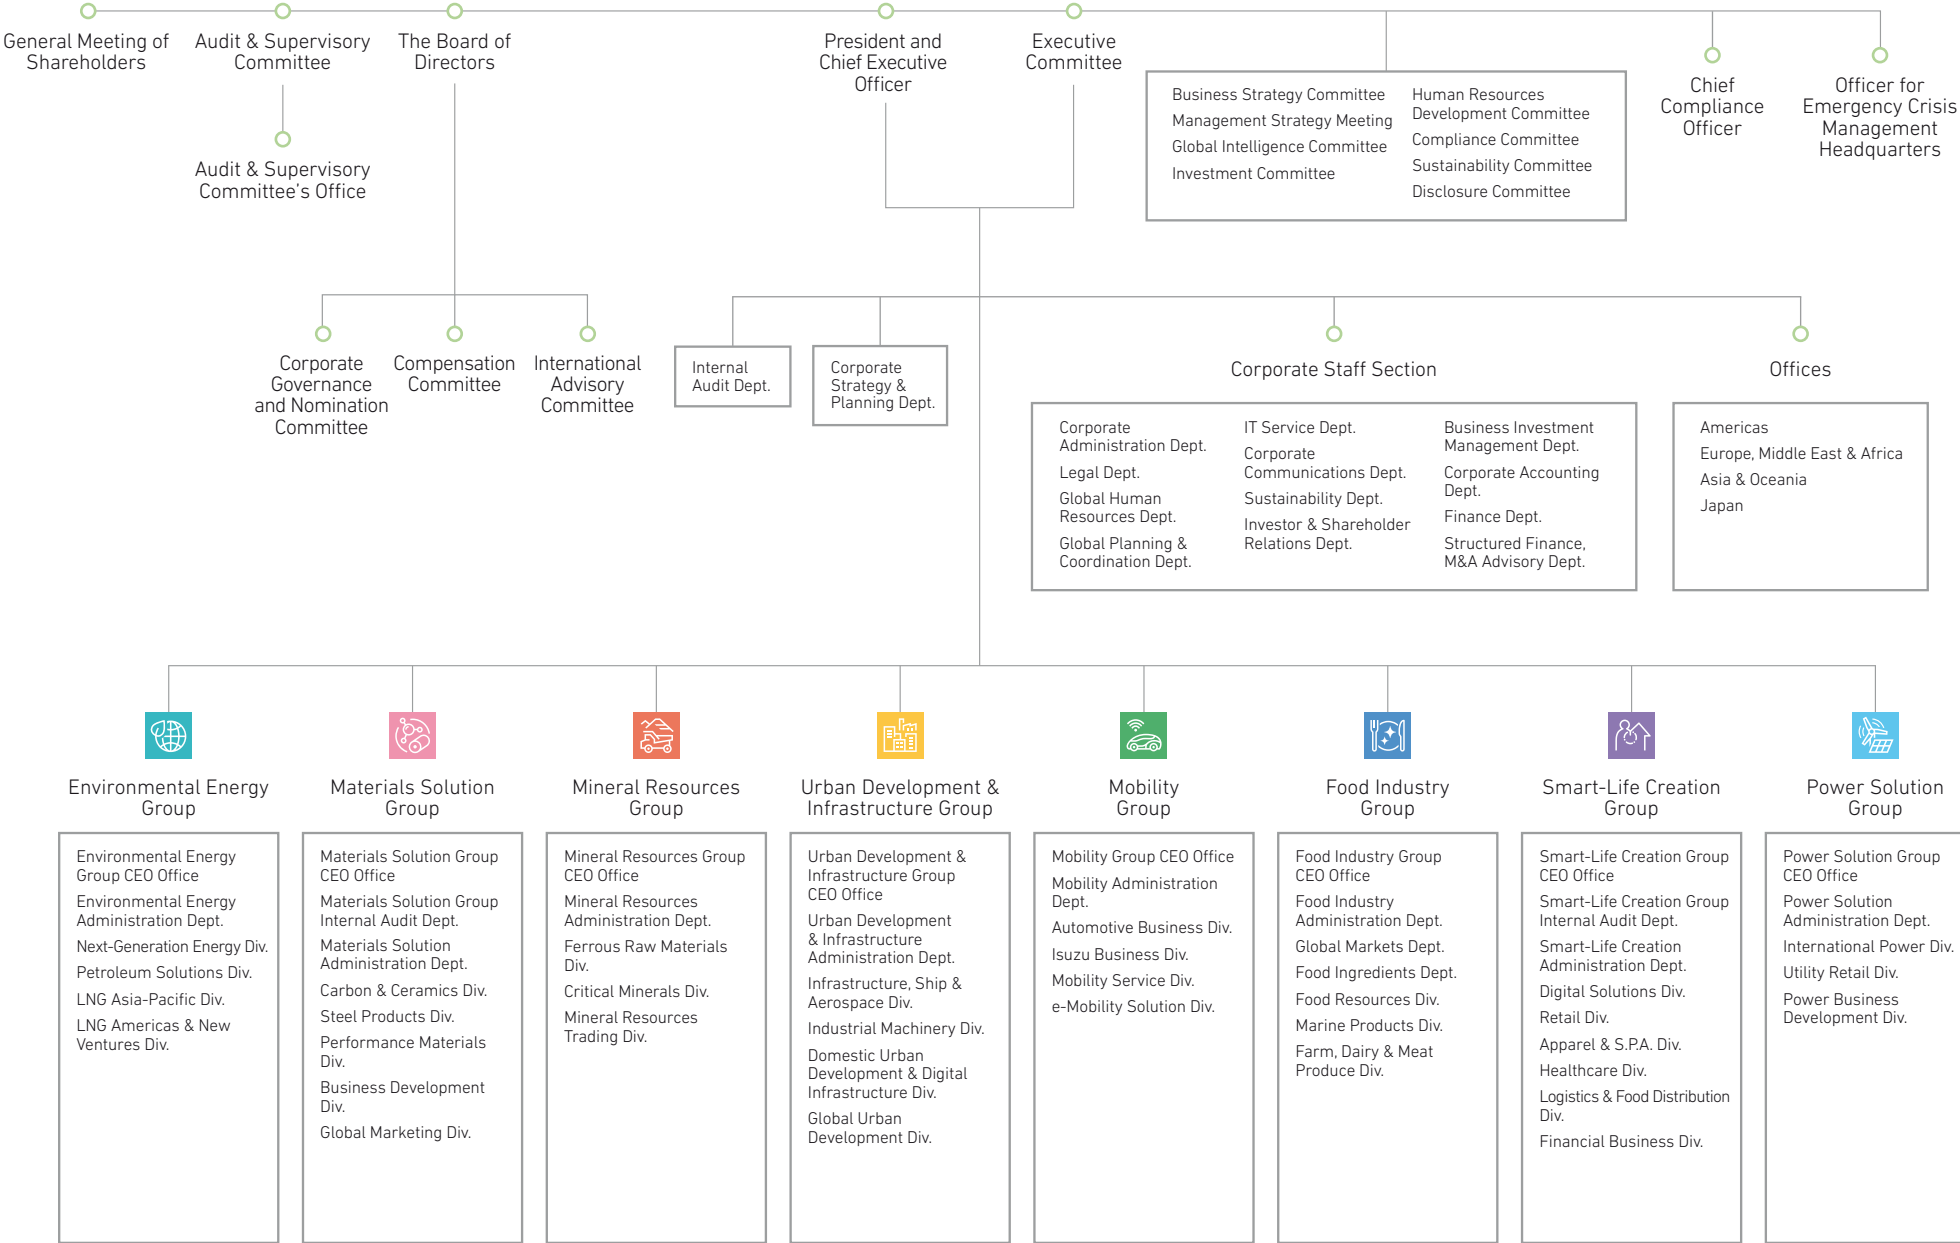 General Meeting of
Shareholders
Audit & Supervisory
Committee
The Board of
Directors
President and
Chief Executive
Officer
Executive
Committee
Business Strategy Committee
Management Strategy Meeting
Global Intelligence Committee
Investment Committee
Human Resources
Development Committee
Compliance Committee
Sustainability Committee
Disclosure Committee
Chief
Compliance
Officer
Officer for
Emergency Crisis
Management
Headquarters
Audit & Supervisory
Committee’s Office
Corporate
Governance
and Nomination
Committee
Compensation
Committee
International
Advisory
Committee
Internal
Audit Dept.
Corporate
Strategy &
Planning Dept.
Corporate Staff Section
Corporate
Administration Dept.
Legal Dept.
Global Human
Resources Dept.
Global Planning &
Coordination Dept.
IT Service Dept.
Corporate
Communications Dept.
Sustainability Dept.
Investor & Shareholder
Relations Dept.
Business Investment
Management Dept.
Corporate Accounting
Dept.
Finance Dept.
Structured Finance,
M&A Advisory Dept.
Offices
Americas
Europe, Middle East & Africa
Asia & Oceania
Japan
Environmental Energy
Group
Environmental Energy
Group CEO Office
Environmental Energy
Administration Dept.
Next-Generation Energy Div.
Petroleum Solutions Div.
LNG Asia-Pacific Div.
LNG Americas & New
Ventures Div.
Materials Solution
Group
Materials Solution Group
CEO Office
Materials Solution Group
Internal Audit Dept.
Materials Solution
Administration Dept.
Carbon & Ceramics Div.
Steel Products Div.
Performance Materials
Div.
Business Development
Div.
Global Marketing Div.
Mineral Resources
Group
Mineral Resources Group
CEO Office
Mineral Resources
Administration Dept.
Ferrous Raw Materials
Div.
Critical Minerals Div.
Mineral Resources
Trading Div.
Urban Development &
Infrastructure Group
Urban Development &
Infrastructure Group
CEO Office
Urban Development
& Infrastructure
Administration Dept.
Infrastructure, Ship &
Aerospace Div.
Industrial Machinery Div.
Domestic Urban
Development & Digital
Infrastructure Div.
Global Urban
Development Div.
Mobility
Group
Mobility Group CEO Office
Mobility Administration
Dept.
Automotive Business Div.
Isuzu Business Div.
Mobility Service Div.
e-Mobility Solution Div.
Food Industry
Group
Food Industry Group
CEO Office
Food Industry
Administration Dept.
Global Markets Dept.
Food Ingredients Dept.
Food Resources Div.
Marine Products Div.
Farm, Dairy & Meat
Produce Div.
Smart-Life Creation
Group
Smart-Life Creation Group
CEO Office
Smart-Life Creation Group
Internal Audit Dept.
Smart-Life Creation
Administration Dept.
Digital Solutions Div.
Retail Div.
Apparel & S.P.A. Div.
Healthcare Div.
Logistics & Food Distribution
Div.
Financial Business Div.
Power Solution
Group
Power Solution Group
CEO Office
Power Solution
Administration Dept.
International Power Div.
Utility Retail Div.
Power Business
Development Div.